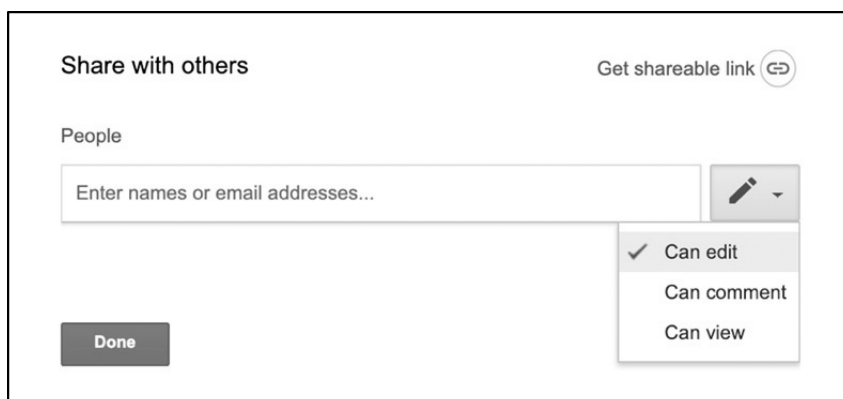 Share with others
Get shareable link
People
Enter names or email addresses...
Can edit
Can comment
Can view
Done